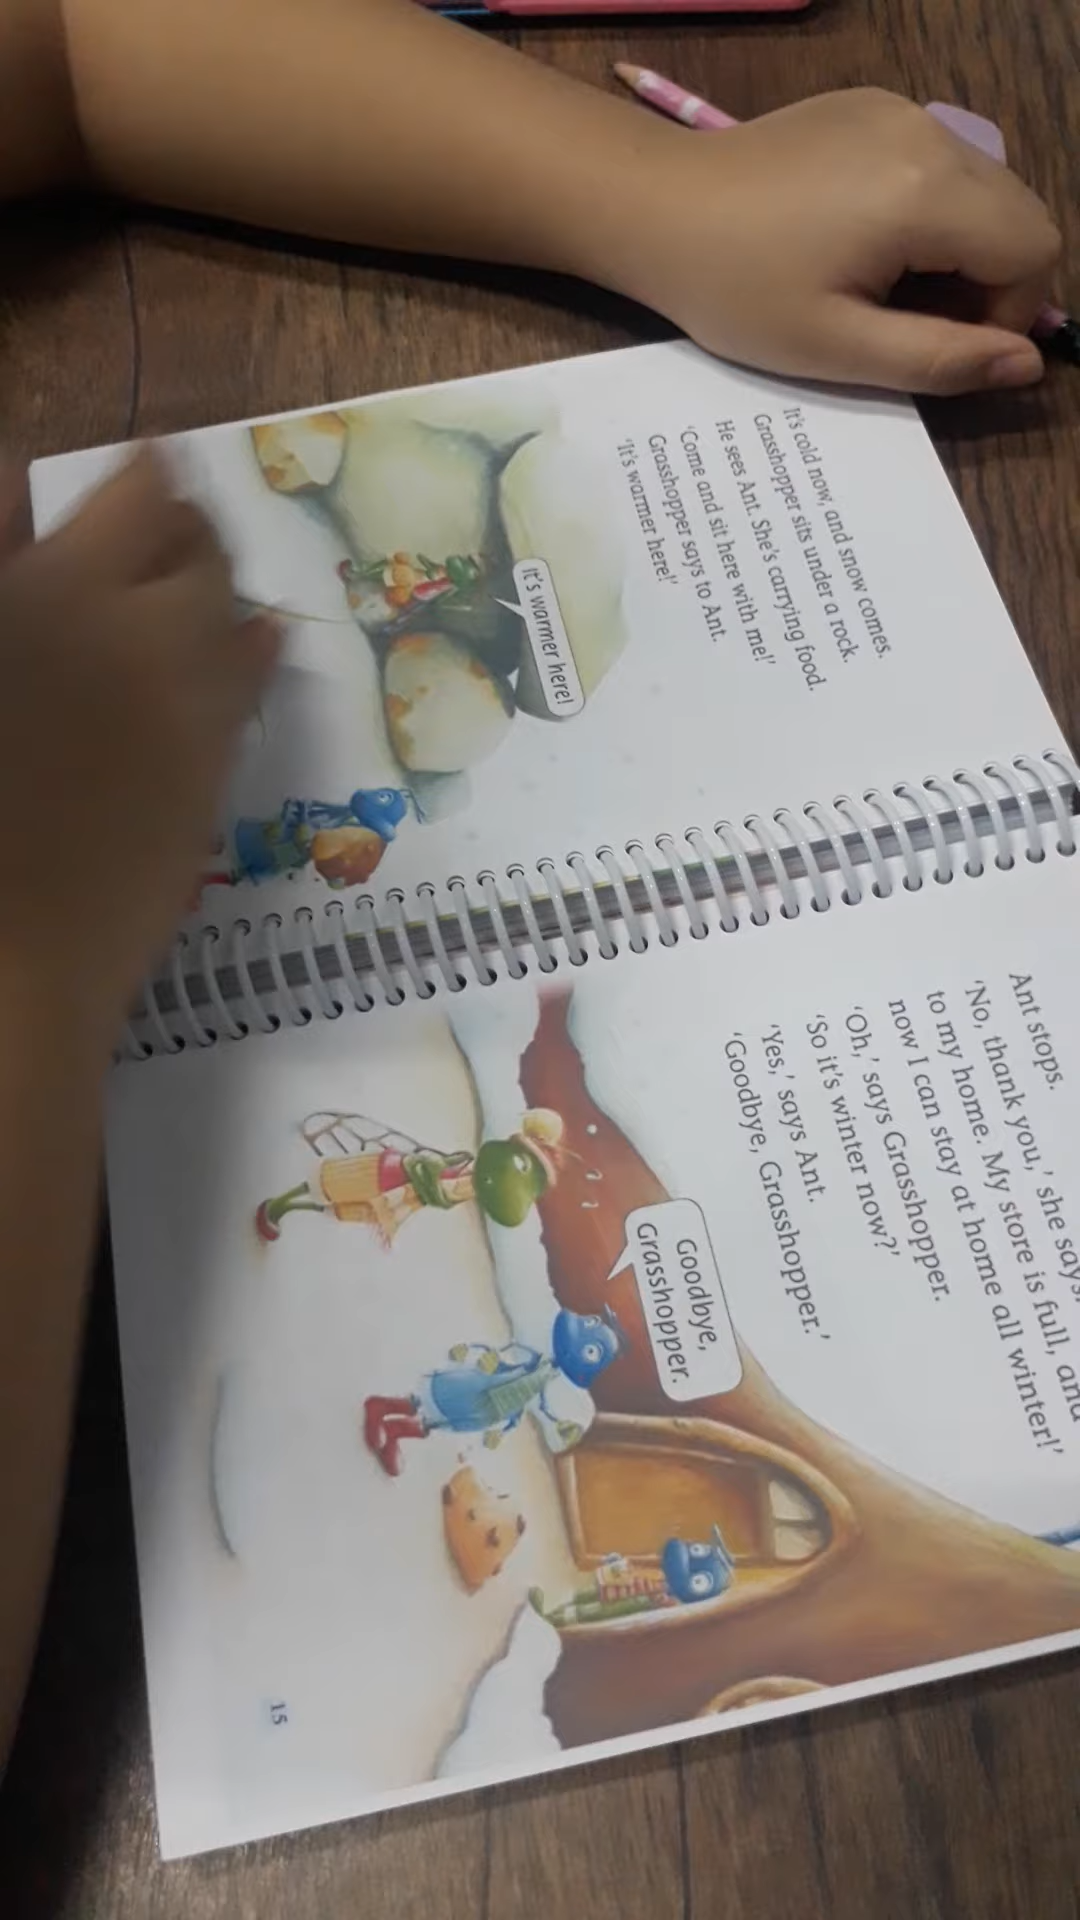 It's cold now, and snow comes.
Grasshopper sits under a rock.
He sees Ant. She's carrying food.
'Come and sit here with me!'
Grasshopper says to Ant.
'It's warmer here!'
It's warmer here!
Ant stops.
'No, thank you,' she says,
to my home. My store is full, and
now I can stay at home all winter!'
'Oh,' says Grasshopper.
'So it's winter now?'
'Yes,' says Ant.
'Goodbye, Grasshopper.'
Goodbye,
Grasshopper.
15